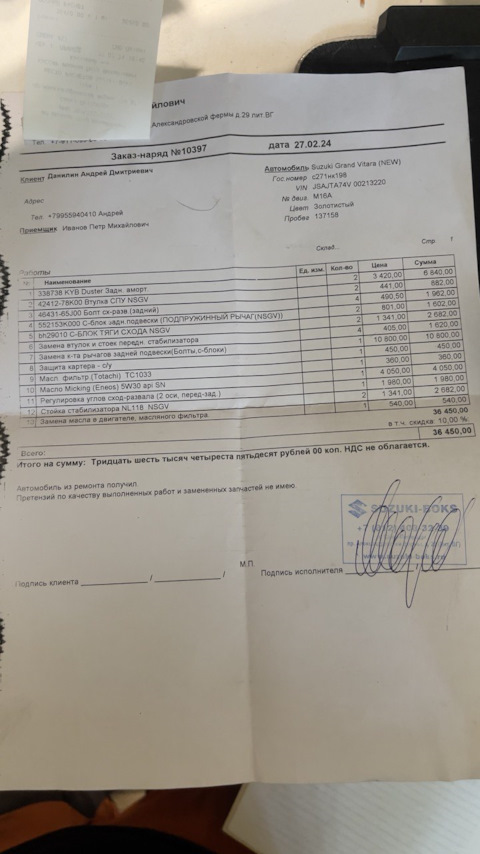 йлович
Александровской фермы д.29 лит ВГ
Тел.
Заказ-наряд №10397 дата 27.02.24
Клиент Данилин Андрей Дмитриевич
Автомобиль Suzuki Grand Vitara (NEW)
Гос.номер с271нк198
VIN JSAJTA74V 00213220
Адрес
№ двиг. M16A
Цвет Золотистый
Тел. +79955940410 Андрей
Пробег 137158
Приемщик Иванов Петр Михайлович
Склад...
Стр. 1
Работы
№ Наименование Ед. изм. Кол-во Цена Сумма
1 338738 KYB Duster Задн. аморт. 2 3 420,00 6 840,00
2 42412-78K00 Втулка СПУ NSGV 2 441,00 882,00
3 46431-65J00 Болт сх-разв.(задний) 4 490,50 1 962,00
4 552153K000 С-блок задн.подвески (ПОДПРУЖИННЫЙ РЫЧАГ(NSGV)) 2 801,00 1 602,00
5 bh29010 С-БЛОК ТЯГИ СХОДА NSGV 2 1 341,00 2 682,00
6 Замена втулок и стоек передн. стабилизатора 4 405,00 1 620,00
7 Замена к-та рычагов задней подвески(Болты,с-блоки) 1 10 800,00 10 800,00
8 Защита картера - с/у 1 450,00 450,00
9 Масл. фильтр.(Totachi) TC1033 1 360,00 360,00
10 Масло Micking (Eneos) 5W30 api SN 1 4 050,00 4 050,00
11 Регулировка углов сход-развала (2 оси, перед-зад.) 1 1 980,00 1 980,00
12 Стойка стабилизатора NL118 NSGV 2 1 341,00 2 682,00
13 Замена масла в двигателе, масляного фильтра. 1 540,00 540,00
36 450,00
в т.ч. скидка: 10,00 %:
Всего: 36 450,00
Итого на сумму: Тридцать шесть тысяч четыреста пятьдесят рублей 00 коп. НДС не облагается.
Автомобиль из ремонта получил.
Претензий по качеству выполненных работ и замененных запчастей не имею.
SUZUKI-BOKS
М.П.
Подпись клиента / /
Подпись исполнителя /